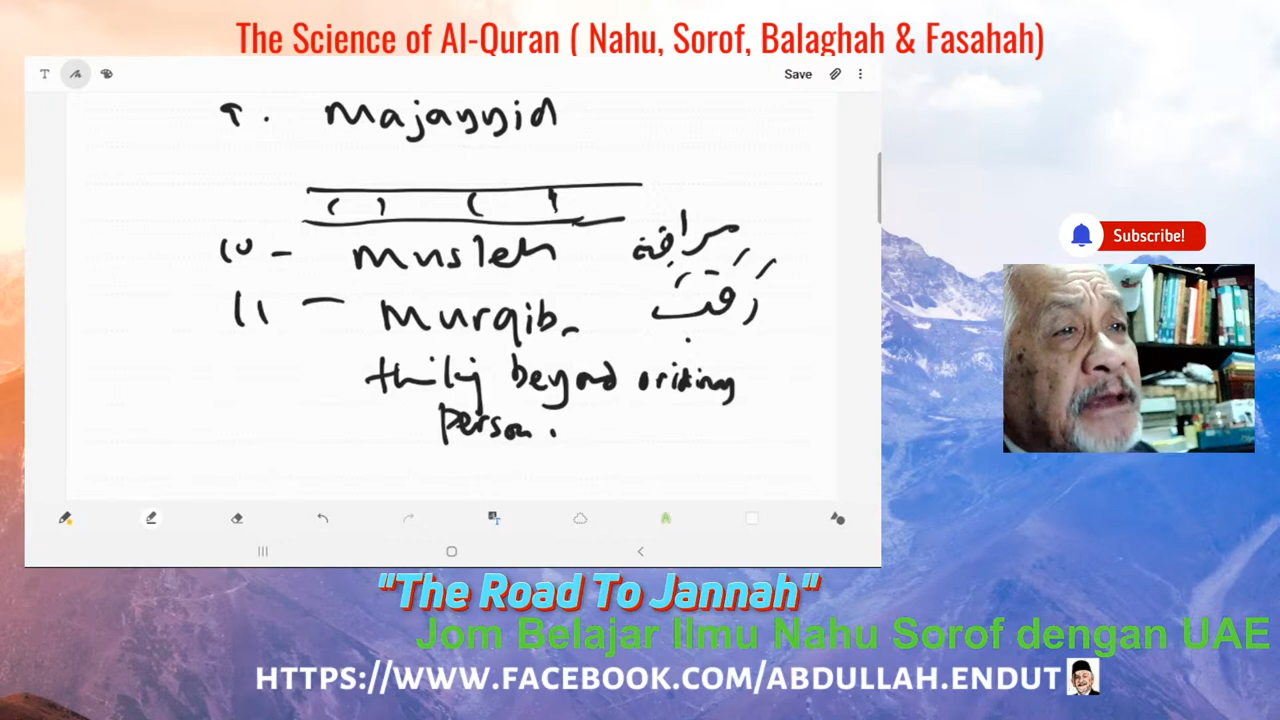 The Science of Al-Quran ( Nahu, Sorof, Balaghah & Fasahah)
T
Save
9. Majayyid
10 - Musleh مراقبة
11 - Murqib رقب
beyond
person.
Subscribe!
"The Road To Jannah"
Jom Belajar Ilmu Nahu Sorof dengan UAE
HTTPS://WWW.FACEBOOK.COM/ABDULLAH.ENDUT